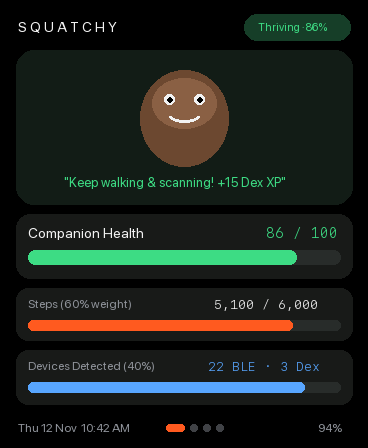 SQUATCHY
Thriving·86%
"Keep walking & scanning! +15 Dex XP"
Companion Health
86 / 100
Steps (60% weight)
5,100 / 6,000
Devices Detected (40%)
22 BLE · 3 Dex
Thu 12 Nov 10:42 AM
94%